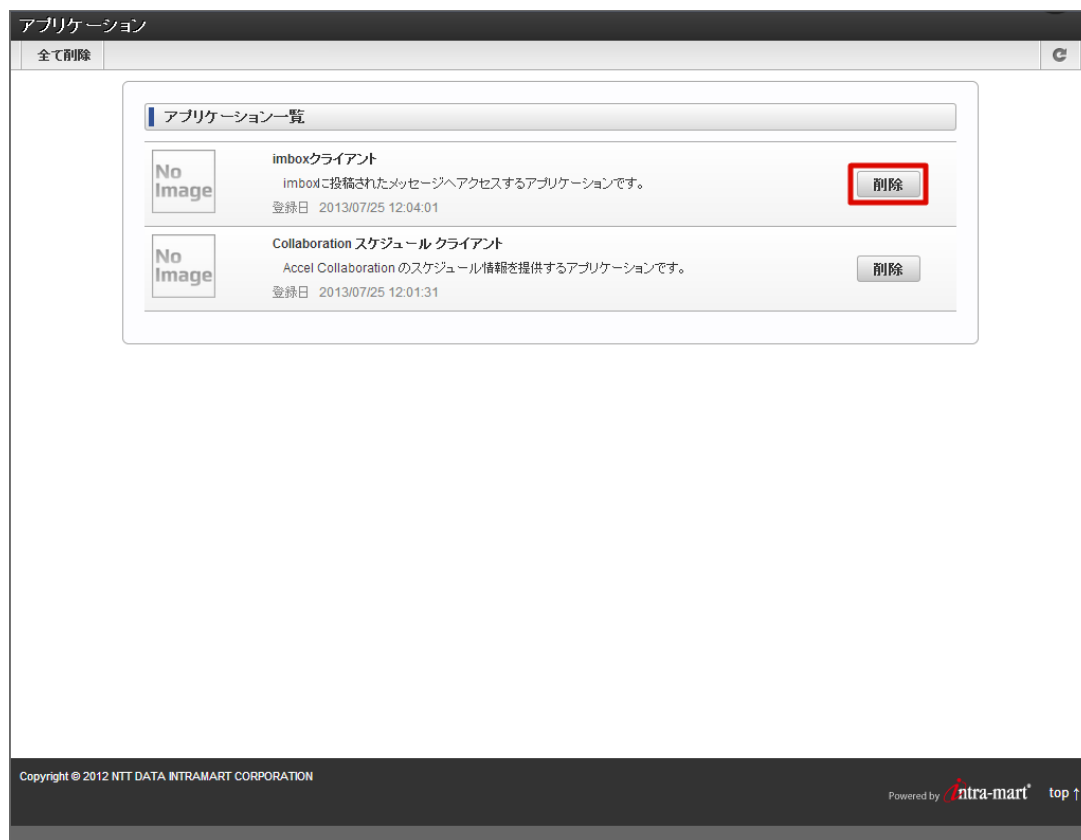 アプリケーション
全て削除
アプリケーション一覧
No Image
imboxクライアント
imboxに投稿されたメッセージへアクセスするアプリケーションです。
登録日 2013/07/25 12:04:01
削除
No Image
Collaboration スケジュール クライアント
Accel Collaboration のスケジュール情報を提供するアプリケーションです。
登録日 2013/07/25 12:01:31
削除
Copyright © 2012 NTT DATA INTRAMART CORPORATION
Powered by intra-mart
top ↑